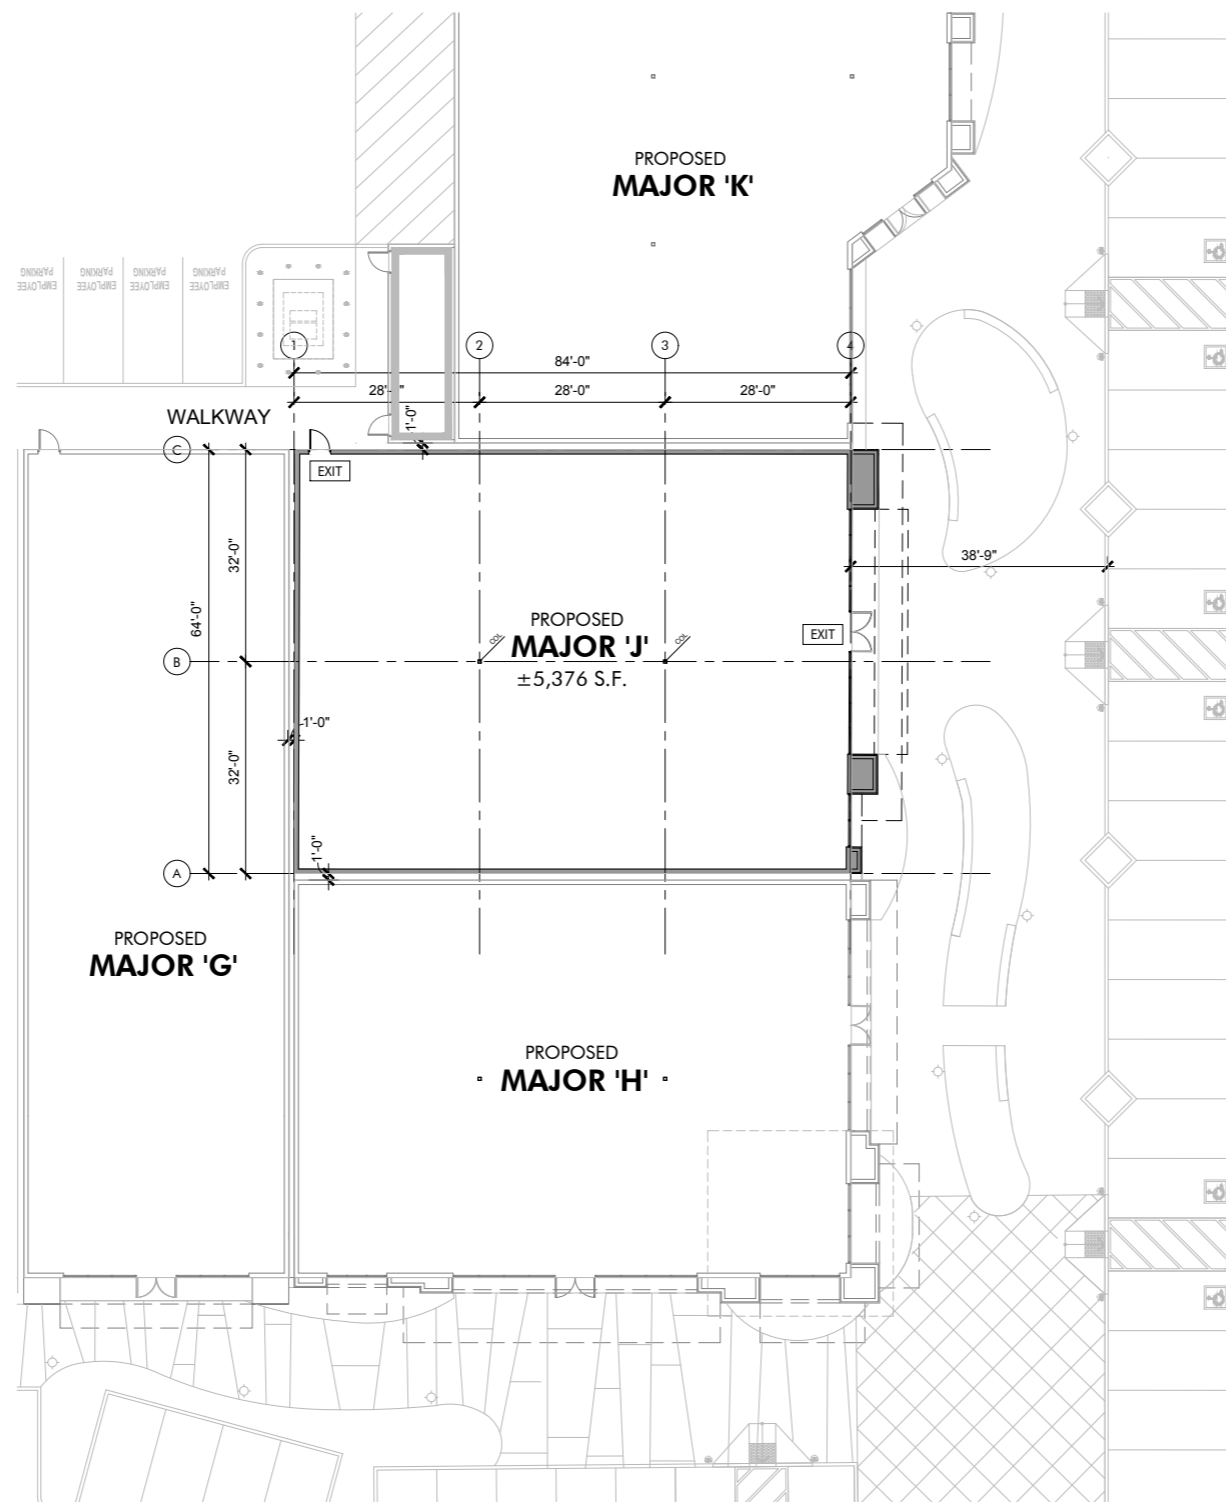 PROPOSED
MAJOR 'K'
EMPLOYEE
PARKING
EMPLOYEE
PARKING
EMPLOYEE
PARKING
EMPLOYEE
PARKING
1
2
3
4
84'-0"
28'-0"
28'-0"
WALKWAY
1'-0"
C
EXIT
32'-0"
38'-9"
64'-0"
PROPOSED
MAJOR 'J'
±5,376 S.F.
COL
COL
EXIT
B
1'-0"
32'-0"
1'-0"
A
PROPOSED
MAJOR 'G'
PROPOSED
MAJOR 'H'